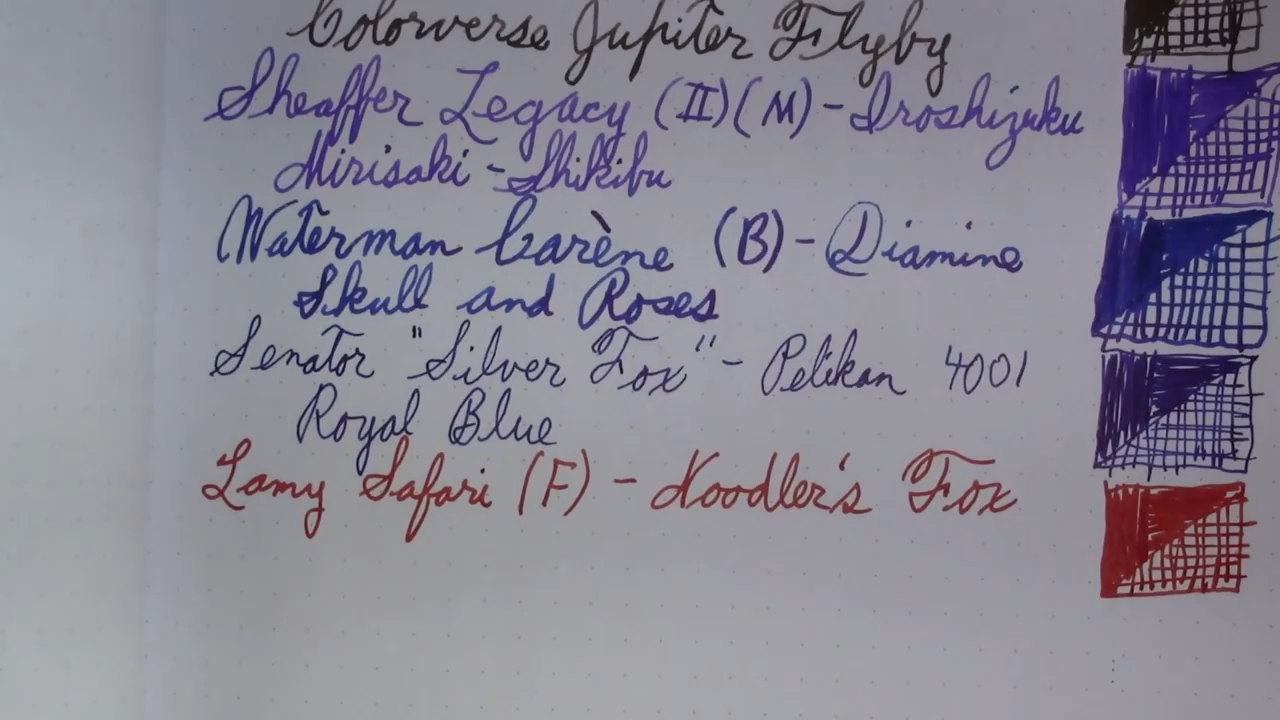 Colorverse Jupiter Flyby
Sheaffer Legacy (II)(M) - Iroshizuku
Mirisaki - Shikibu
Waterman Carène (B) - Diamine
Skull and Roses
Senator "Silver Fox" - Pelikan 4001
Royal Blue
Lamy Safari (F) - Noodler's Fox